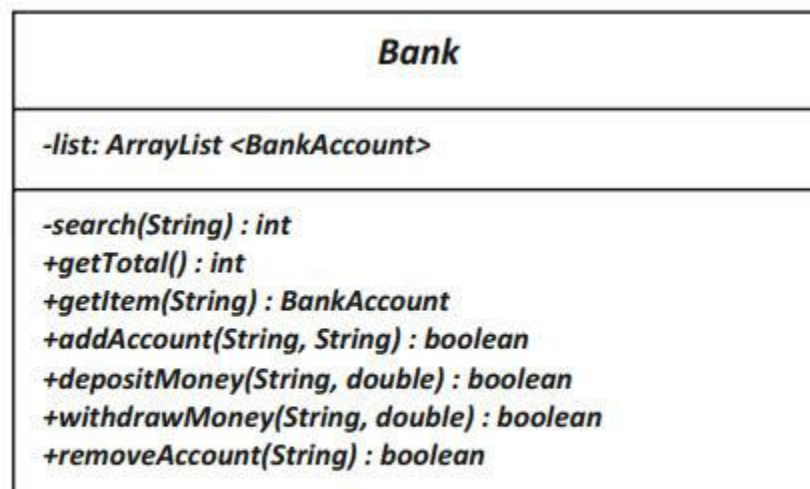 Bank
-list: ArrayList <BankAccount>
-search(String) : int
+getTotal() : int
+getItem(String) : BankAccount
+addAccount(String, String) : boolean
+depositMoney(String, double) : boolean
+withdrawMoney(String, double) : boolean
+removeAccount(String) : boolean